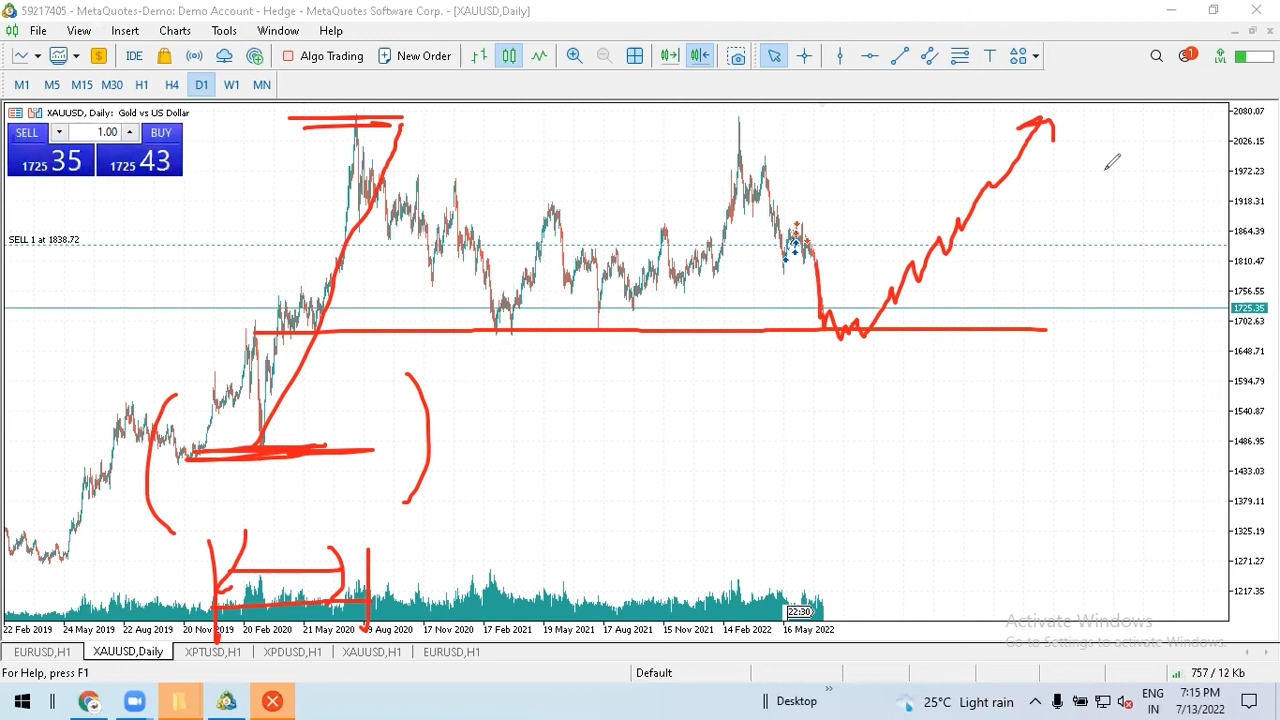 59217405 - MetaQuotes-Demo: Demo Account - Hedge - MetaQuotes Software Corp. - [XAUUSD,Daily]
File View Insert Charts Tools Window Help
IDE Algo Trading New Order 1 LVL
M1 M5 M15 M30 H1 H4 D1 W1 MN
XAUUSD, Daily: Gold vs US Dollar
SELL 1.00 BUY
1725 35 1725 43
SELL 1 at 1838.72
2080.07
2026.15
1972.23
1918.31
1864.39
1810.47
1756.55
1725.35
1702.63
1648.71
1594.79
1540.87
1486.95
1433.03
1379.11
1325.19
1271.27
1217.35
22:30
22 Feb 2019 24 May 2019 22 Aug 2019 20 Nov 2019 20 Feb 2020 21 May 2020 Aug 2020 17 Nov 2020 17 Feb 2021 19 May 2021 17 Aug 2021 15 Nov 2021 14 Feb 2022 16 May 2022
Activate Windows
Go to Settings to activate Windows.
EURUSD,H1 XAUUSD,Daily XPTUSD,H1 XPDUSD,H1 XAUUSD,H1 EURUSD,H1
For Help, press F1 Default 757 / 12 Kb
Desktop 25°C Light rain ENG IN 7:15 PM 7/13/2022